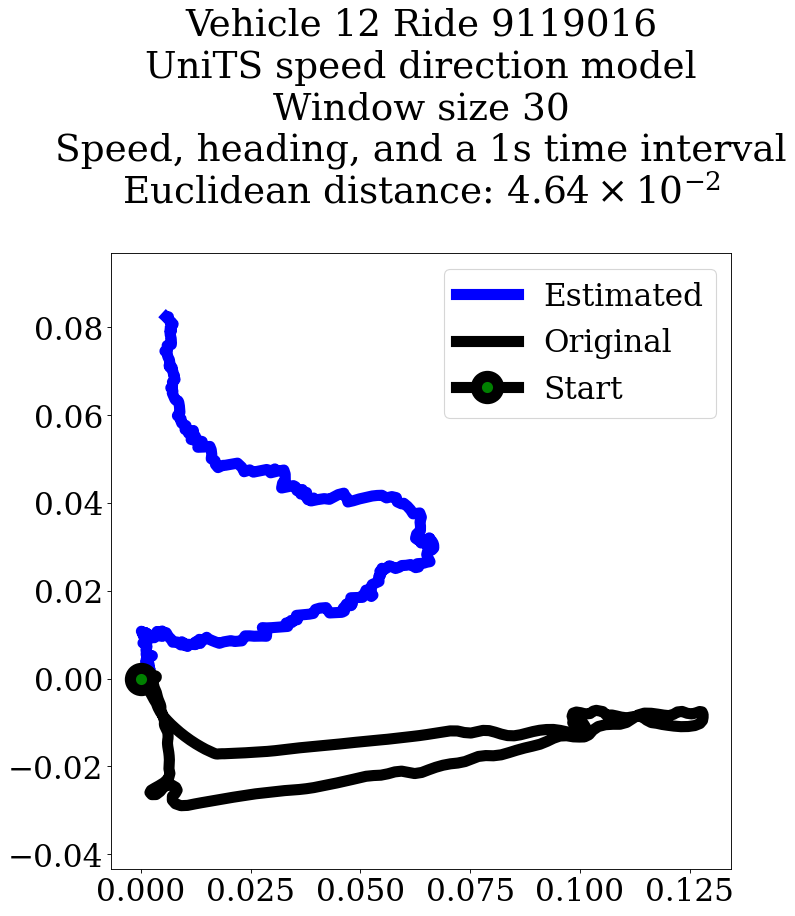 Vehicle 12 Ride 9119016
UniTS speed direction model
Window size 30
Speed, heading, and a 1s time interval
Euclidean distance: 4.64 × 10⁻²
Estimated
Original
Start
0.08
0.06
0.04
0.02
0.00
−0.02
−0.04
0.000 0.025 0.050 0.075 0.100 0.125